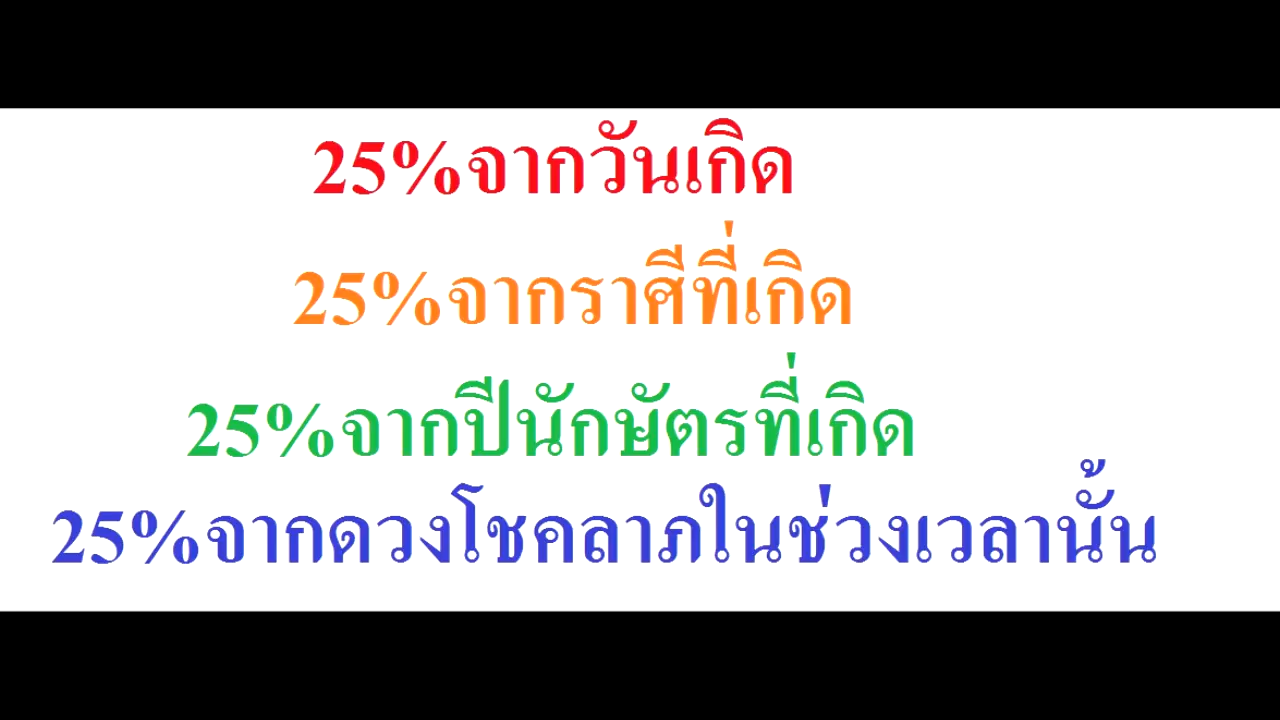 25%จากวันเกิด
25%จากราศีที่เกิด
25%จากปีนักษัตรที่เกิด
25%จากดวงโชคลาภในช่วงเวลานั้น